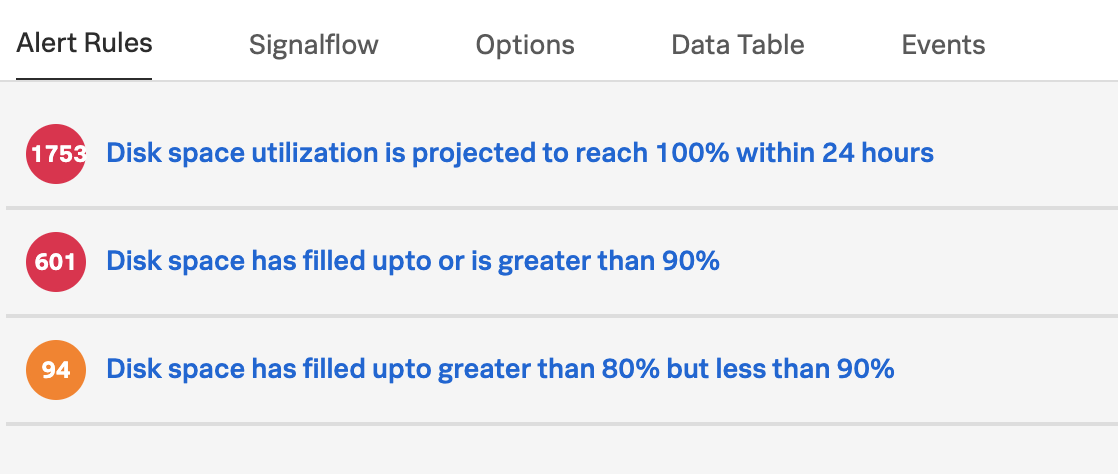 Alert Rules Signalflow Options Data Table Events
1753 Disk space utilization is projected to reach 100% within 24 hours
601 Disk space has filled upto or is greater than 90%
94 Disk space has filled upto greater than 80% but less than 90%